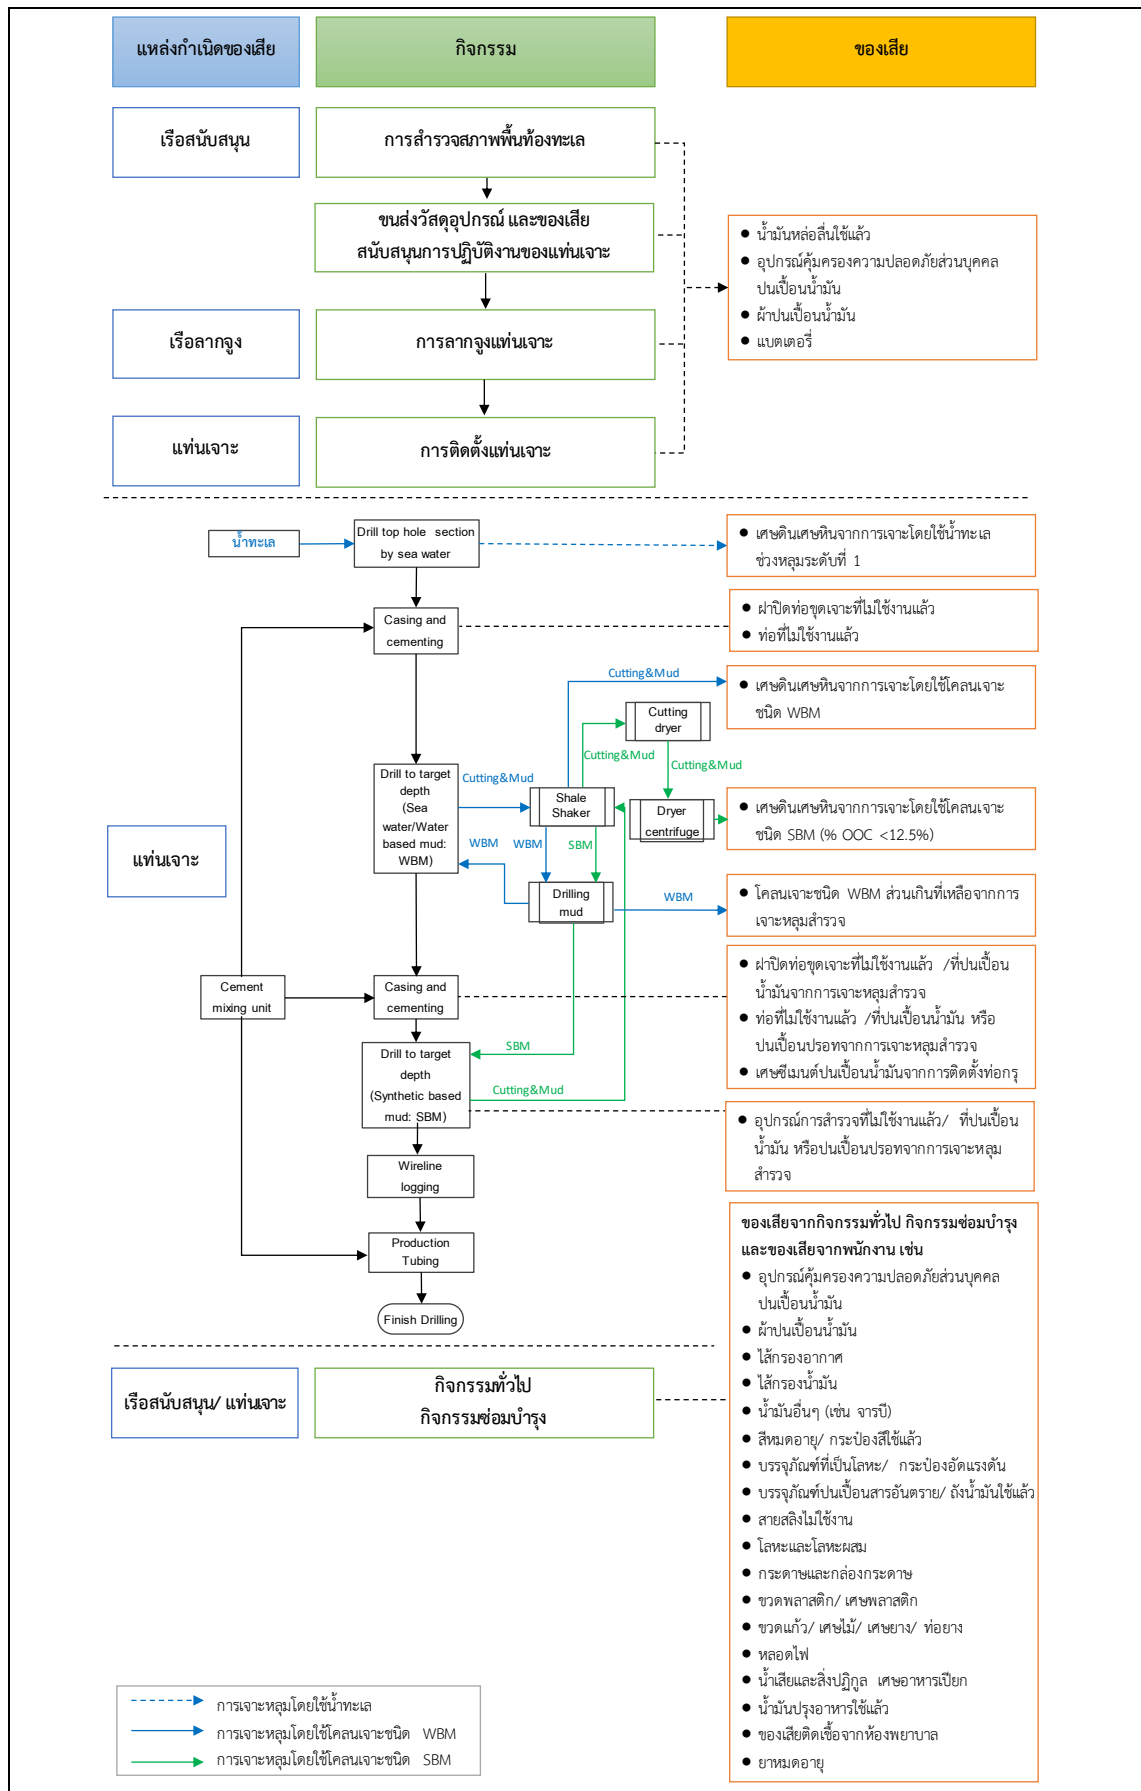 แหล่งกำเนิดของเสีย
กิจกรรม
ของเสีย
เรือสนับสนุน
การสำรวจสภาพพื้นท้องทะเล
ขนส่งวัสดุอุปกรณ์ และของเสีย
สนับสนุนการปฏิบัติงานของแท่นเจาะ
● น้ำมันหล่อลื่นใช้แล้ว
● อุปกรณ์คุ้มครองความปลอดภัยส่วนบุคคล
ปนเปื้อนน้ำมัน
● ผ้าปนเปื้อนน้ำมัน
● แบตเตอรี่
เรือลากจูง
การลากจูงแท่นเจาะ
แท่นเจาะ
การติดตั้งแท่นเจาะ
น้ำทะเล
Drill top hole section
by sea water
● เศษดินเศษหินจากการเจาะโดยใช้น้ำทะเล
ช่วงหลุมระดับที่ 1
Casing and
cementing
● ฝาปิดท่อขุดเจาะที่ไม่ใช้งานแล้ว
● ท่อที่ไม่ใช้งานแล้ว
Cutting&Mud
● เศษดินเศษหินจากการเจาะโดยใช้โคลนเจาะ
ชนิด WBM
Cutting
dryer
Cutting&Mud
Cutting&Mud
Drill to target
depth
(Sea
water/Water
based mud:
WBM)
Cutting&Mud
Shale
Shaker
Dryer
centrifuge
● เศษดินเศษหินจากการเจาะโดยใช้โคลนเจาะ
ชนิด SBM (% OOC <12.5%)
แท่นเจาะ
WBM
WBM
SBM
Drilling
mud
WBM
● โคลนเจาะชนิด WBM ส่วนเกินที่เหลือจากการ
เจาะหลุมสำรวจ
Cement
mixing unit
Casing and
cementing
● ฝาปิดท่อขุดเจาะที่ไม่ใช้งานแล้ว /ที่ปนเปื้อน
น้ำมันจากการเจาะหลุมสำรวจ
● ท่อที่ไม่ใช้งานแล้ว /ที่ปนเปื้อนน้ำมัน หรือ
ปนเปื้อนปรอทจากการเจาะหลุมสำรวจ
● เศษซีเมนต์ปนเปื้อนน้ำมันจากการติดตั้งท่อกรุ
SBM
Drill to target
depth
(Synthetic based
mud: SBM)
Cutting&Mud
● อุปกรณ์การสำรวจที่ไม่ใช้งานแล้ว/ ที่ปนเปื้อน
น้ำมัน หรือปนเปื้อนปรอทจากการเจาะหลุม
สำรวจ
Wireline
logging
Production
Tubing
Finish Drilling
ของเสียจากกิจกรรมทั่วไป กิจกรรมซ่อมบำรุง
และของเสียจากพนักงาน เช่น
● อุปกรณ์คุ้มครองความปลอดภัยส่วนบุคคล
ปนเปื้อนน้ำมัน
● ผ้าปนเปื้อนน้ำมัน
● ไส้กรองอากาศ
● ไส้กรองน้ำมัน
● น้ำมันอื่นๆ (เช่น จารบี)
● สีหมดอายุ/ กระป๋องสีใช้แล้ว
● บรรจุภัณฑ์ที่เป็นโลหะ/ กระป๋องอัดแรงดัน
● บรรจุภัณฑ์ปนเปื้อนสารอันตราย/ ถังน้ำมันใช้แล้ว
● สายสลิงไม่ใช้งาน
● โลหะและโลหะผสม
● กระดาษและกล่องกระดาษ
● ขวดพลาสติก/ เศษพลาสติก
● ขวดแก้ว/ เศษไม้/ เศษยาง/ ท่อยาง
● หลอดไฟ
● น้ำเสียและสิ่งปฏิกูล เศษอาหารเปียก
● น้ำมันปรุงอาหารใช้แล้ว
● ของเสียติดเชื้อจากห้องพยาบาล
● ยาหมดอายุ
เรือสนับสนุน/ แท่นเจาะ
กิจกรรมทั่วไป
กิจกรรมซ่อมบำรุง
การเจาะหลุมโดยใช้น้ำทะเล
การเจาะหลุมโดยใช้โคลนเจาะชนิด WBM
การเจาะหลุมโดยใช้โคลนเจาะชนิด SBM